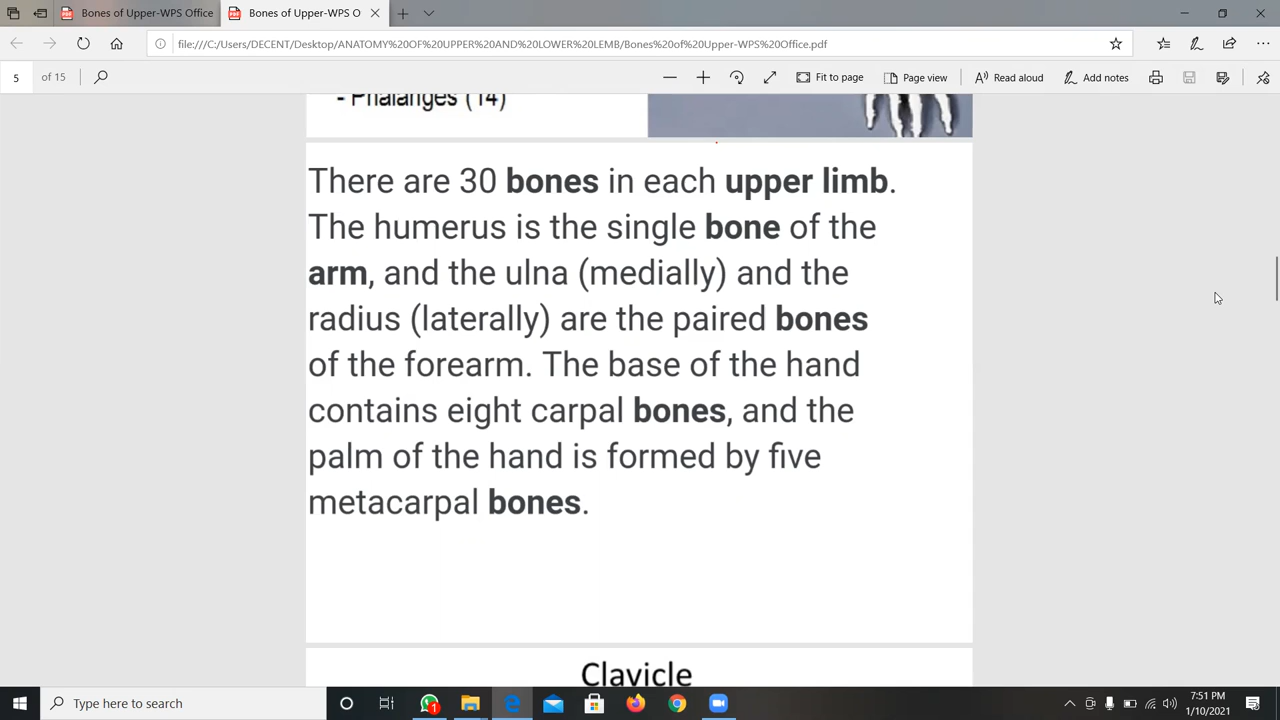 Bones of Upper-WPS Office
Bones of Upper-WPS O
file:///C:/Users/DECENT/Desktop/ANATOMY%20OF%20UPPER%20AND%20LOWER%20LEMB/Bones%20of%20Upper-WPS%20Office.pdf
5 of 15
Fit to page
Page view
Read aloud
Add notes
- Phalanges (14)
There are 30 bones in each upper limb.
The humerus is the single bone of the
arm, and the ulna (medially) and the
radius (laterally) are the paired bones
of the forearm. The base of the hand
contains eight carpal bones, and the
palm of the hand is formed by five
metacarpal bones.
Clavicle
Type here to search
1
7:51 PM
1/10/2021
2